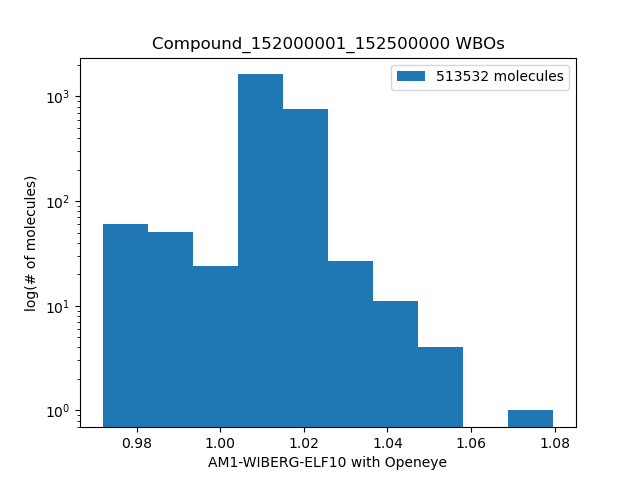 Compound_152000001_152500000 WBOs
513532 molecules
log(# of molecules)
10³
10²
10¹
10⁰
0.98 1.00 1.02 1.04 1.06 1.08
AM1-WIBERG-ELF10 with Openeye